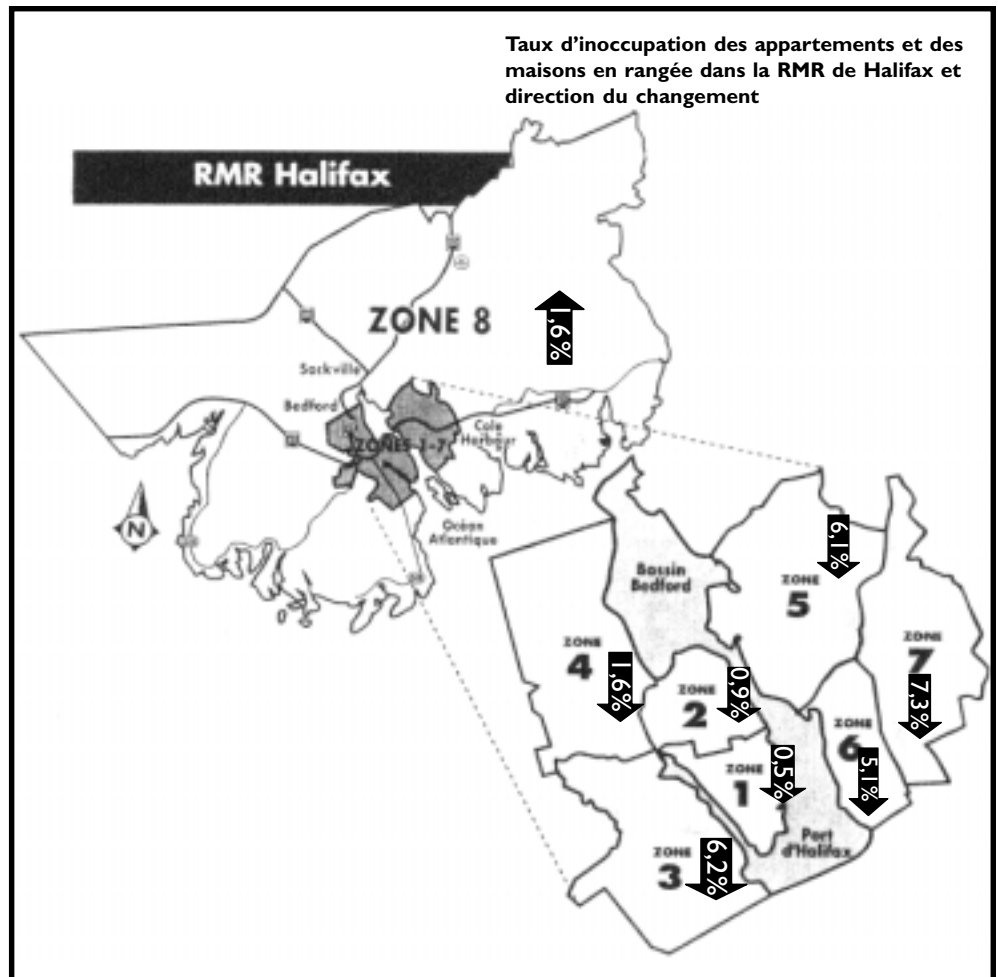 Taux d'inoccupation des appartements et des
maisons en rangée dans la RMR de Halifax et
direction du changement
RMR Halifax
ZONE 8
1,6%
Sackville
Bedford
Cole
Harbour
ZONES 1-7
Océan
Atlantique
N
Bassin
Bedford
6,1%
ZONE
5
ZONE
4
1,6%
ZONE
2
0,9%
ZONE
7
7,3%
ZONE
6
5,1%
ZONE
1
0,5%
Port
d'Halifax
ZONE
3
6,2%